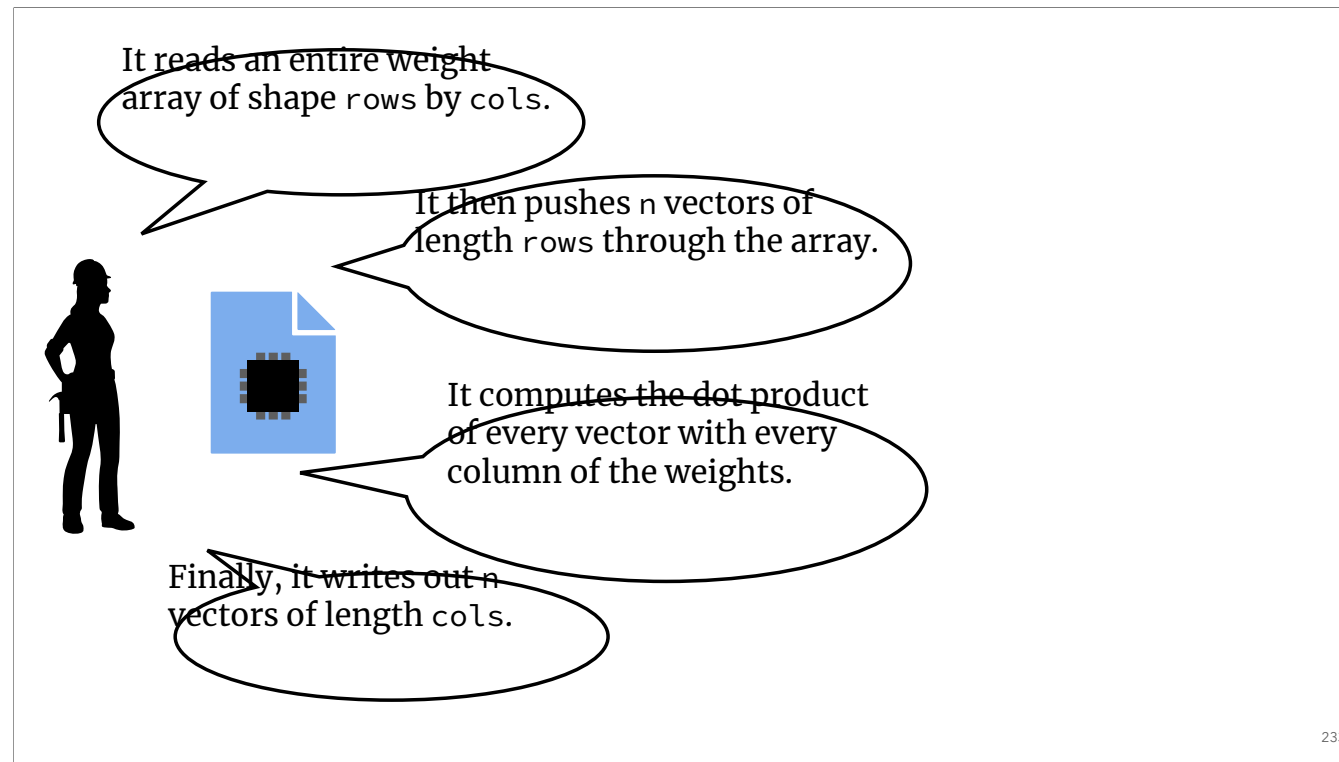 It reads an entire weight
array of shape rows by cols.
It then pushes n vectors of
length rows through the array.
It computes the dot product
of every vector with every
column of the weights.
Finally, it writes out n
vectors of length cols.